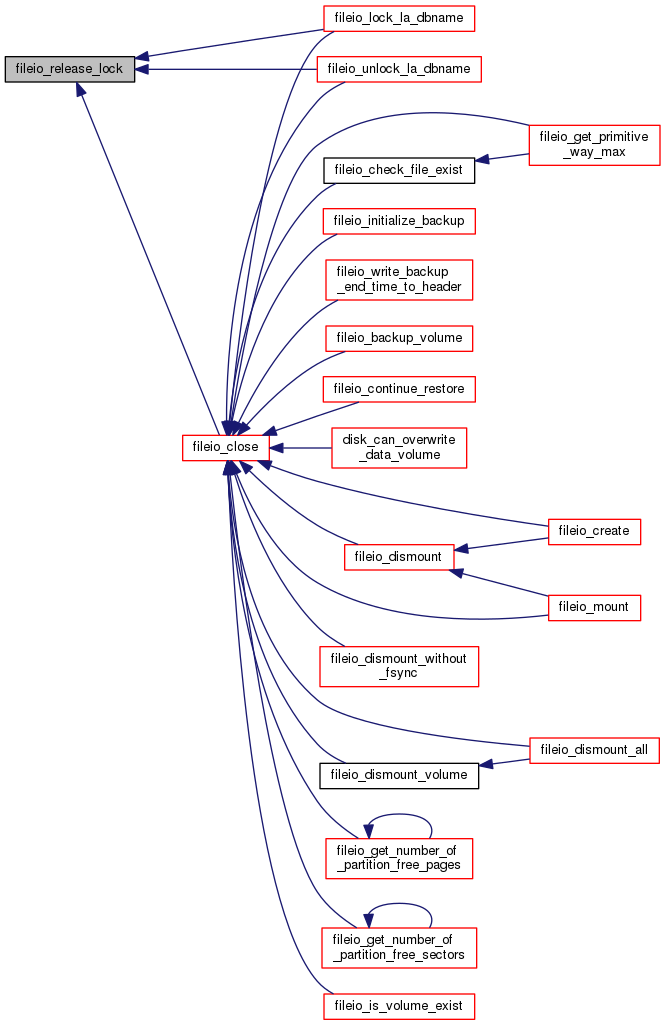 fileio_lock_la_dbname
fileio_release_lock
fileio_unlock_la_dbname
fileio_get_primitive
_way_max
fileio_check_file_exist
fileio_initialize_backup
fileio_write_backup
_end_time_to_header
fileio_backup_volume
fileio_continue_restore
fileio_close
disk_can_overwrite
_data_volume
fileio_create
fileio_dismount
fileio_mount
fileio_dismount_without
_fsync
fileio_dismount_all
fileio_dismount_volume
fileio_get_number_of
_partition_free_pages
fileio_get_number_of
_partition_free_sectors
fileio_is_volume_exist